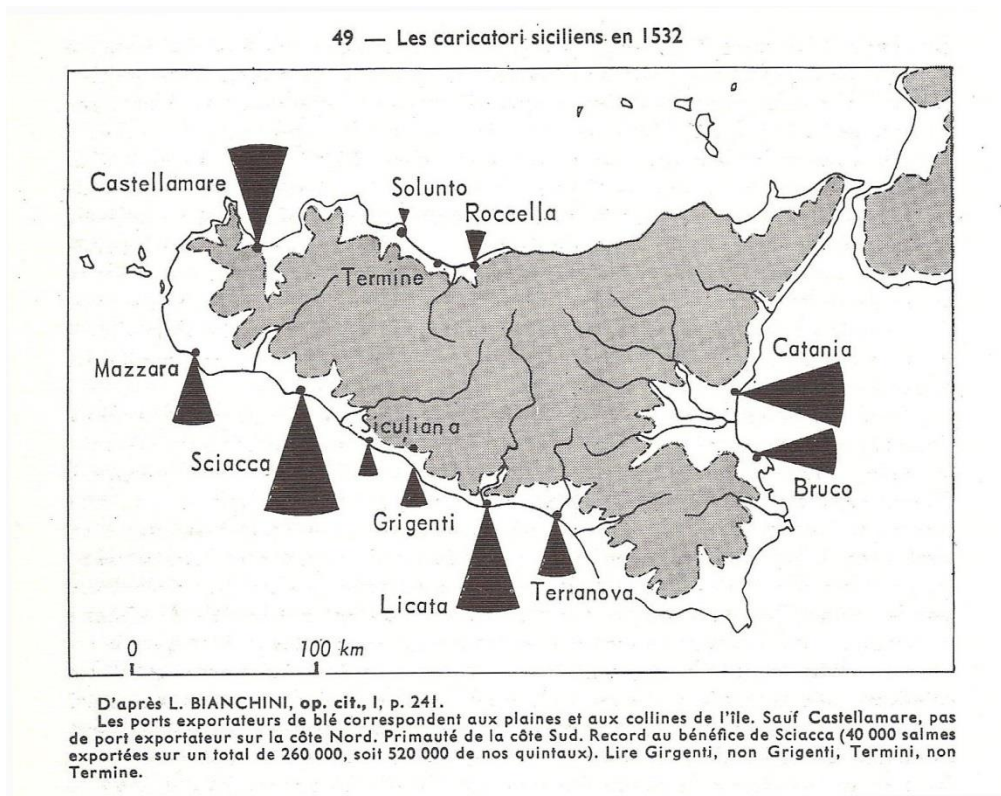 49 — Les caricatori siciliens en 1532
Castellamare
Solunto
Roccella
Termine
Mazzara
Catania
Siculiana
Sciacca
Bruco
Grigenti
Licata
Terranova
0 100 km
D'après L. BIANCHINI, op. cit., I, p. 241.
Les ports exportateurs de blé correspondent aux plaines et aux collines de l'île. Sauf Castellamare, pas
de port exportateur sur la côte Nord. Primauté de la côte Sud. Record au bénéfice de Sciacca (40 000 salmes
exportées sur un total de 260 000, soit 520 000 de nos quintaux). Lire Girgenti, non Grigenti, Termini, non
Termine.